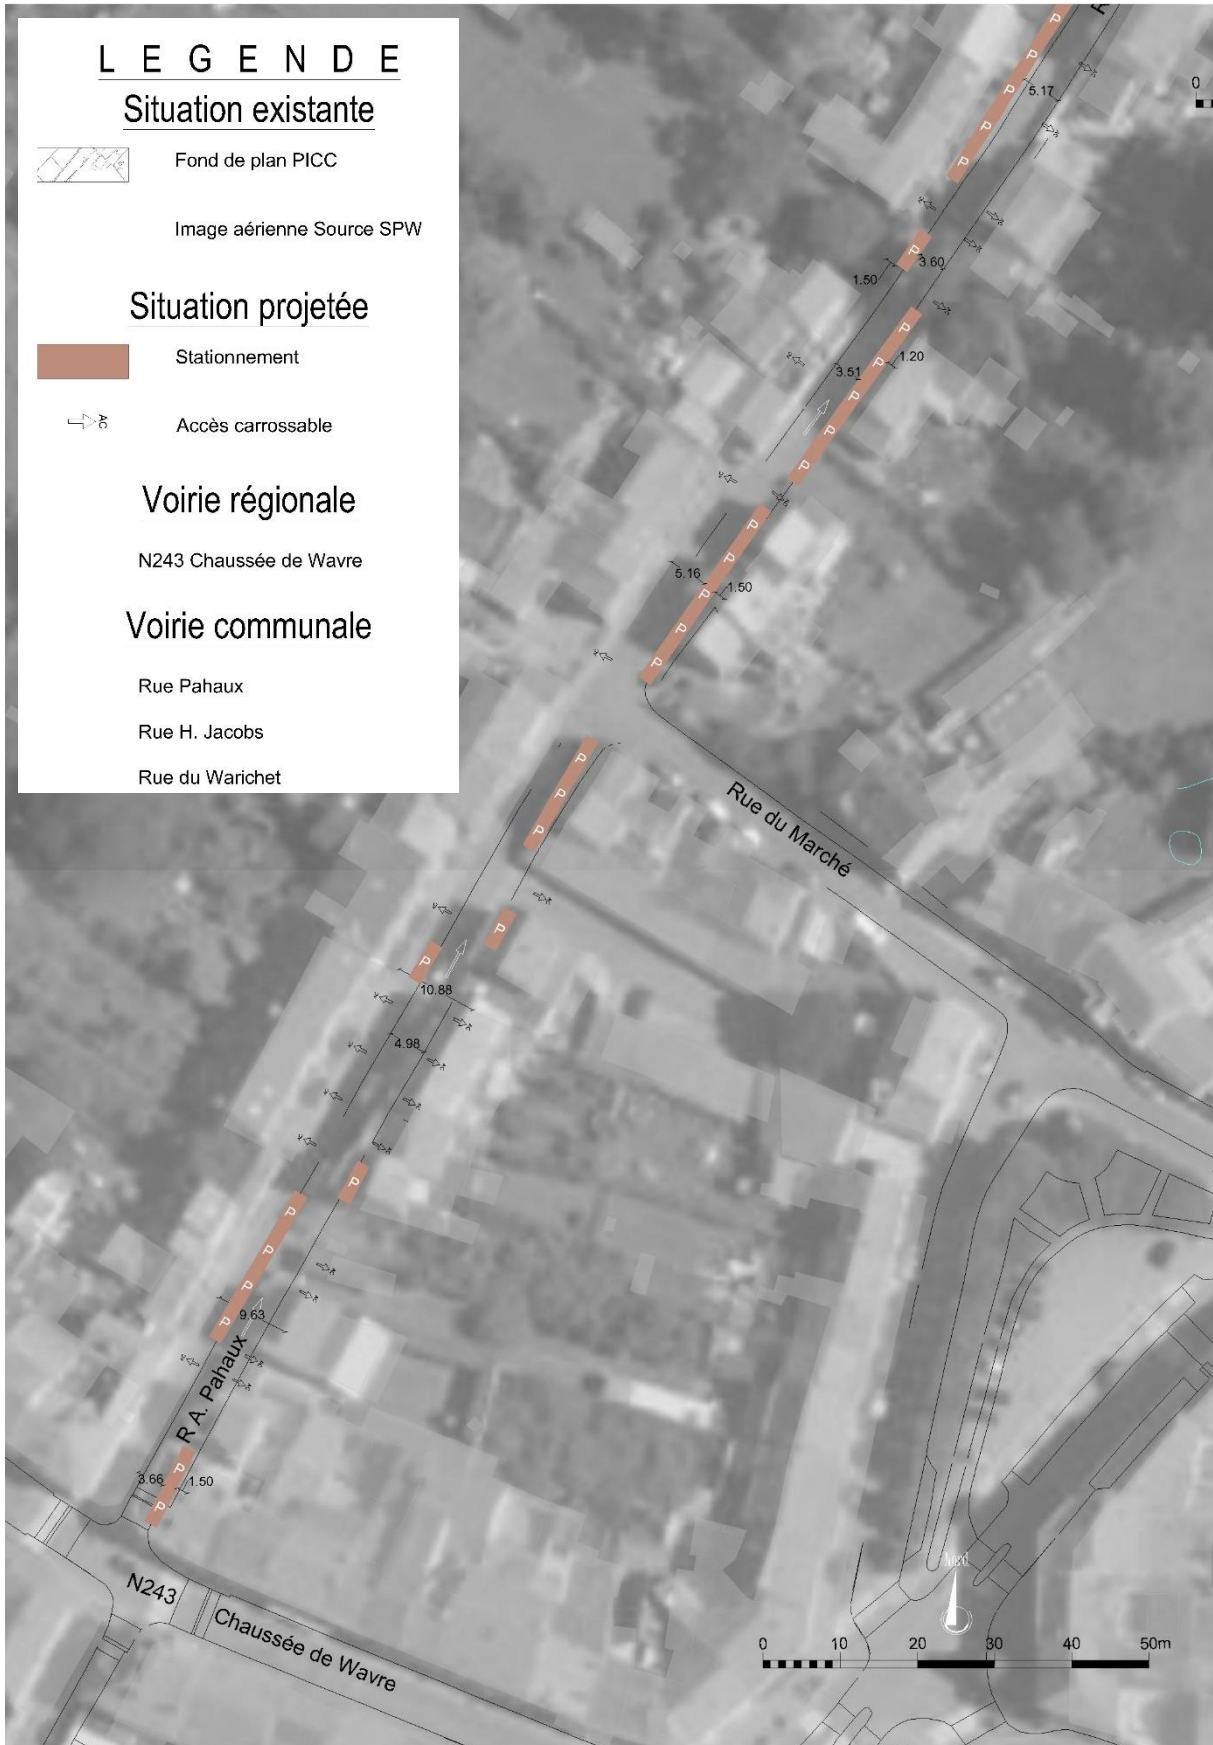 L E G E N D E
Situation existante
Fond de plan PICC
Image aérienne Source SPW
Situation projetée
Stationnement
AC
Accès carrossable
Voirie régionale
N243 Chaussée de Wavre
Voirie communale
Rue Pahaux
Rue H. Jacobs
Rue du Warichet
R
P
P
5.17
P
P
P
0
P
3.60
1.50
P
P
1.20
3.51
P
P
P
P
P
5.16
1.50
P
P
P
P
P
P
Rue du Marché
P
P
10.88
4.98
P
P
P
P
P
9.63
R A. Pahaux
P
P
3.66
1.50
N243
Chaussée de Wavre
Nord
0 10 20 30 40 50m